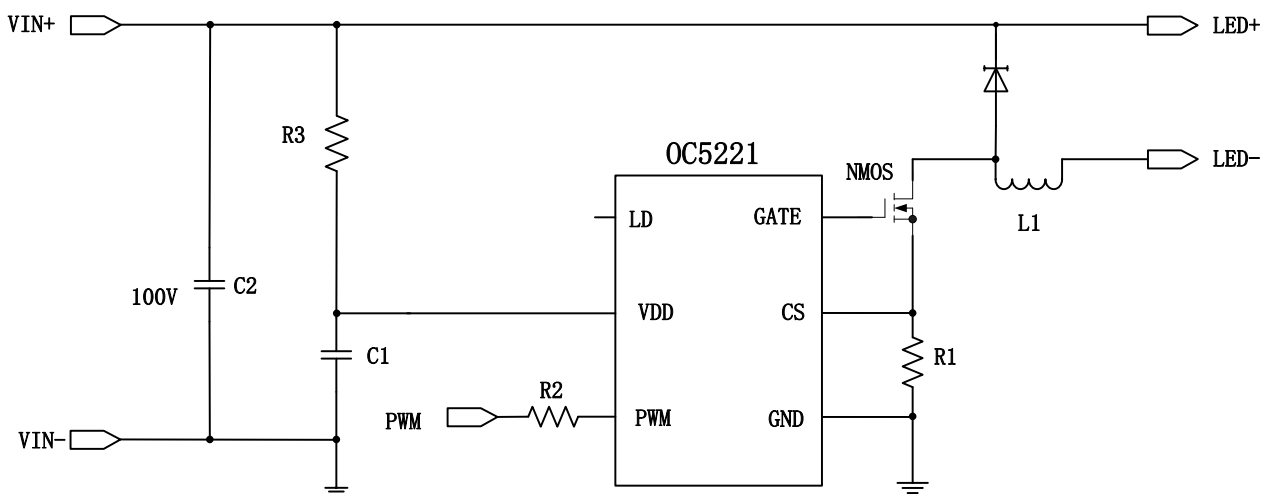 VIN+
LED+
R3
OC5221
NMOS
LED-
LD
GATE
L1
100V
C2
VDD
CS
C1
R1
R2
PWM
PWM
GND
VIN-